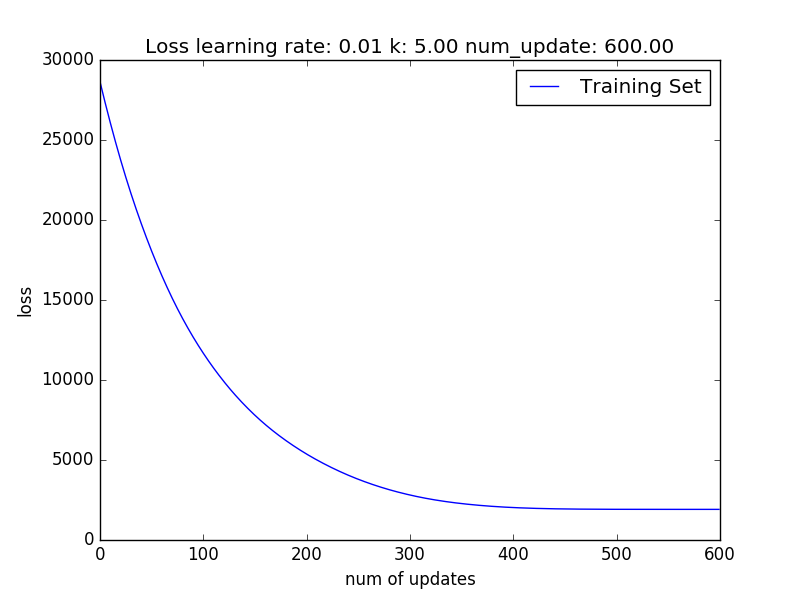 Loss learning rate: 0.01 k: 5.00 num_update: 600.00
Training Set
30000
25000
20000
15000
10000
5000
0
loss
0 100 200 300 400 500 600
num of updates